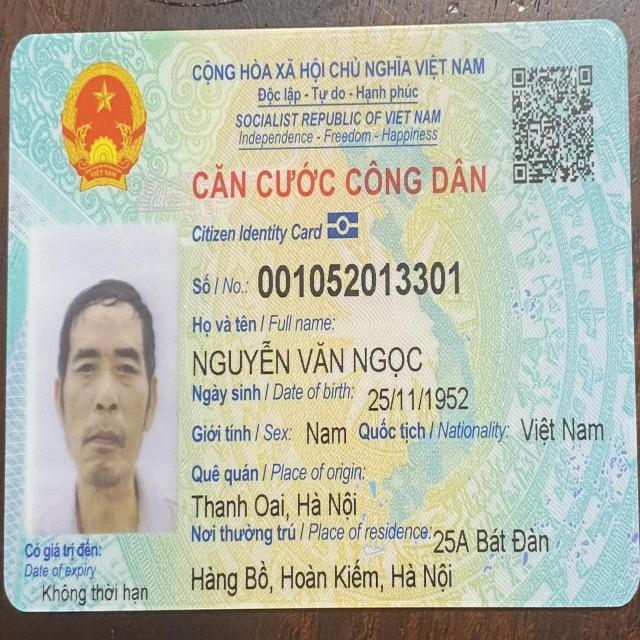 CỘNG HÒA XÃ HỘI CHỦ NGHĨA VIỆT NAM
Độc lập - Tự do - Hạnh phúc
SOCIALIST REPUBLIC OF VIET NAM
Independence - Freedom - Happiness
CĂN CƯỚC CÔNG DÂN
Citizen Identity Card
Số / No.: 001052013301
Họ và tên / Full name:
NGUYỄN VĂN NGỌC
Ngày sinh / Date of birth: 25/11/1952
Giới tính / Sex: Nam Quốc tịch / Nationality: Việt Nam
Quê quán / Place of origin:
Thanh Oai, Hà Nội
Nơi thường trú / Place of residence: 25A Bát Đàn
Hàng Bồ, Hoàn Kiếm, Hà Nội
Có giá trị đến:
Date of expiry
Không thời hạn
VIỆT NAM